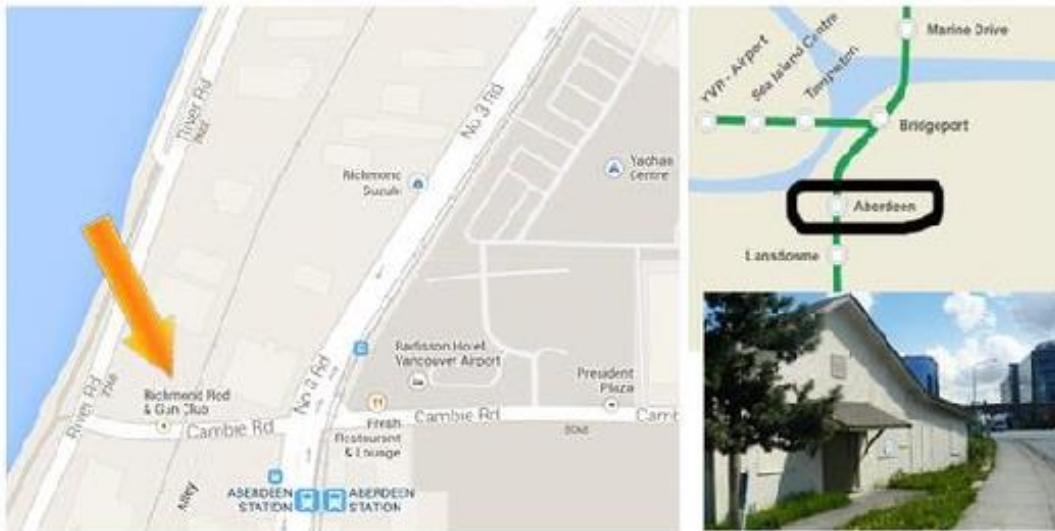 River Rd
No 3 Rd
Richmond
Suzuki
Yaohan
Centre
Radisson Hotel
Vancouver Airport
President
Plaza
Richmond Rod
& Gun Club
River Rd
No 3 Rd
Cambie Rd
Fresh
Restaurant
& Lounge
Cambie Rd
Camb
Alley
ABERDEEN
STATION
ABERDEEN
STATION
Marine Drive
YVR - Airport
Sea Island Centre
Templeton
Bridgeport
Aberdeen
Lansdowne